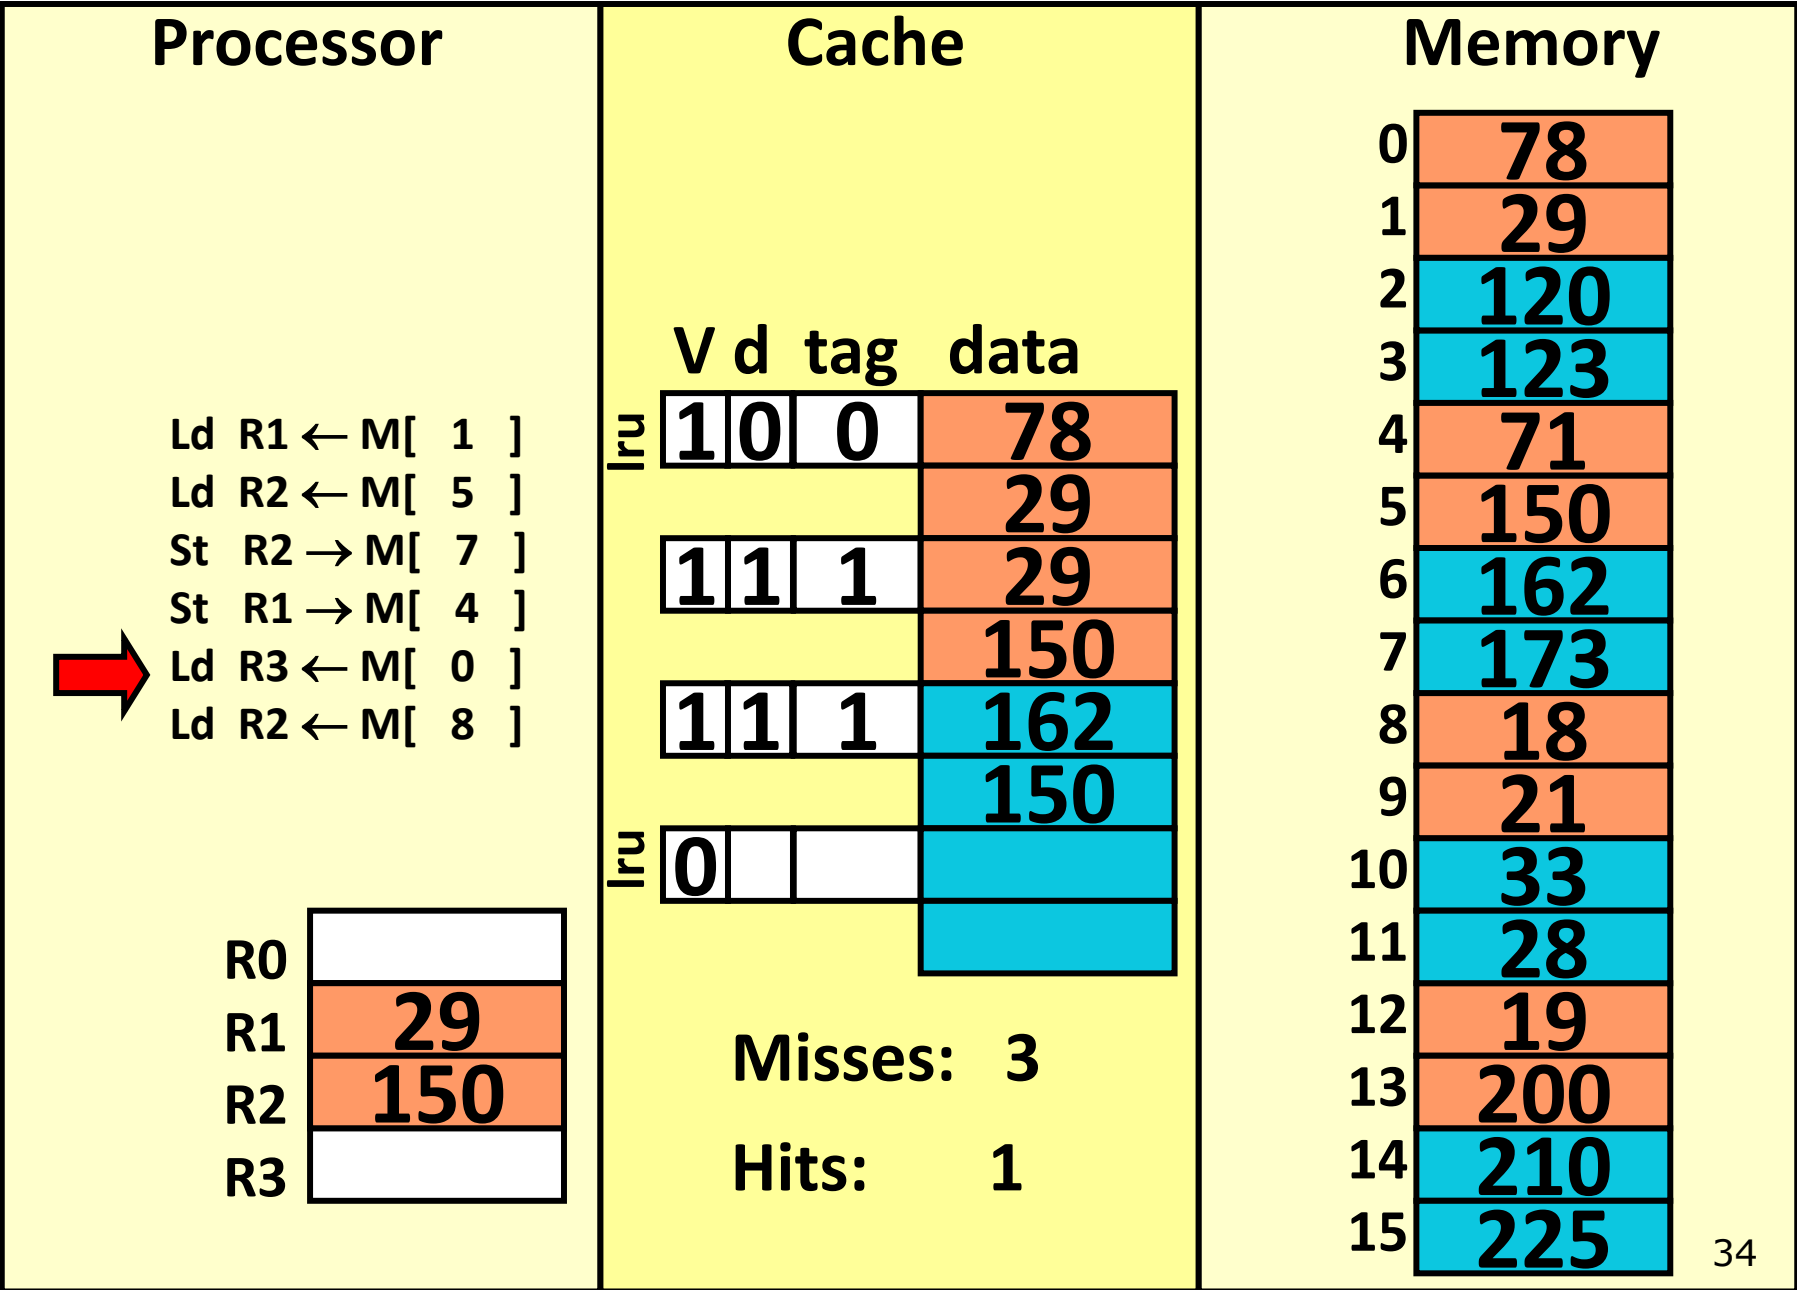 Processor
Cache
Memory
Ld R1 ← M[ 1 ]
Ld R2 ← M[ 5 ]
St R2 → M[ 7 ]
St R1 → M[ 4 ]
Ld R3 ← M[ 0 ]
Ld R2 ← M[ 8 ]
R0
R1 29
R2 150
R3
V d tag data
lru 1 0 0 78
29
1 1 1 29
150
1 1 1 162
150
lru 0
Misses: 3
Hits: 1
0 78
1 29
2 120
3 123
4 71
5 150
6 162
7 173
8 18
9 21
10 33
11 28
12 19
13 200
14 210
15 225
34